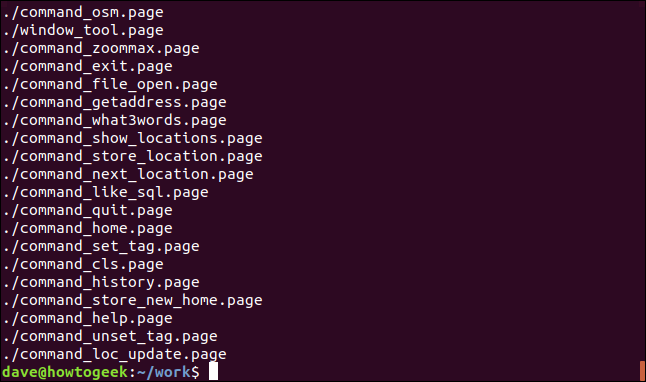 ./command_osm.page
./window_tool.page
./command_zoommax.page
./command_exit.page
./command_file_open.page
./command_getaddress.page
./command_what3words.page
./command_show_locations.page
./command_store_location.page
./command_next_location.page
./command_like_sql.page
./command_quit.page
./command_home.page
./command_set_tag.page
./command_cls.page
./command_history.page
./command_store_new_home.page
./command_help.page
./command_unset_tag.page
./command_loc_update.page
dave@howtogeek:~/work$